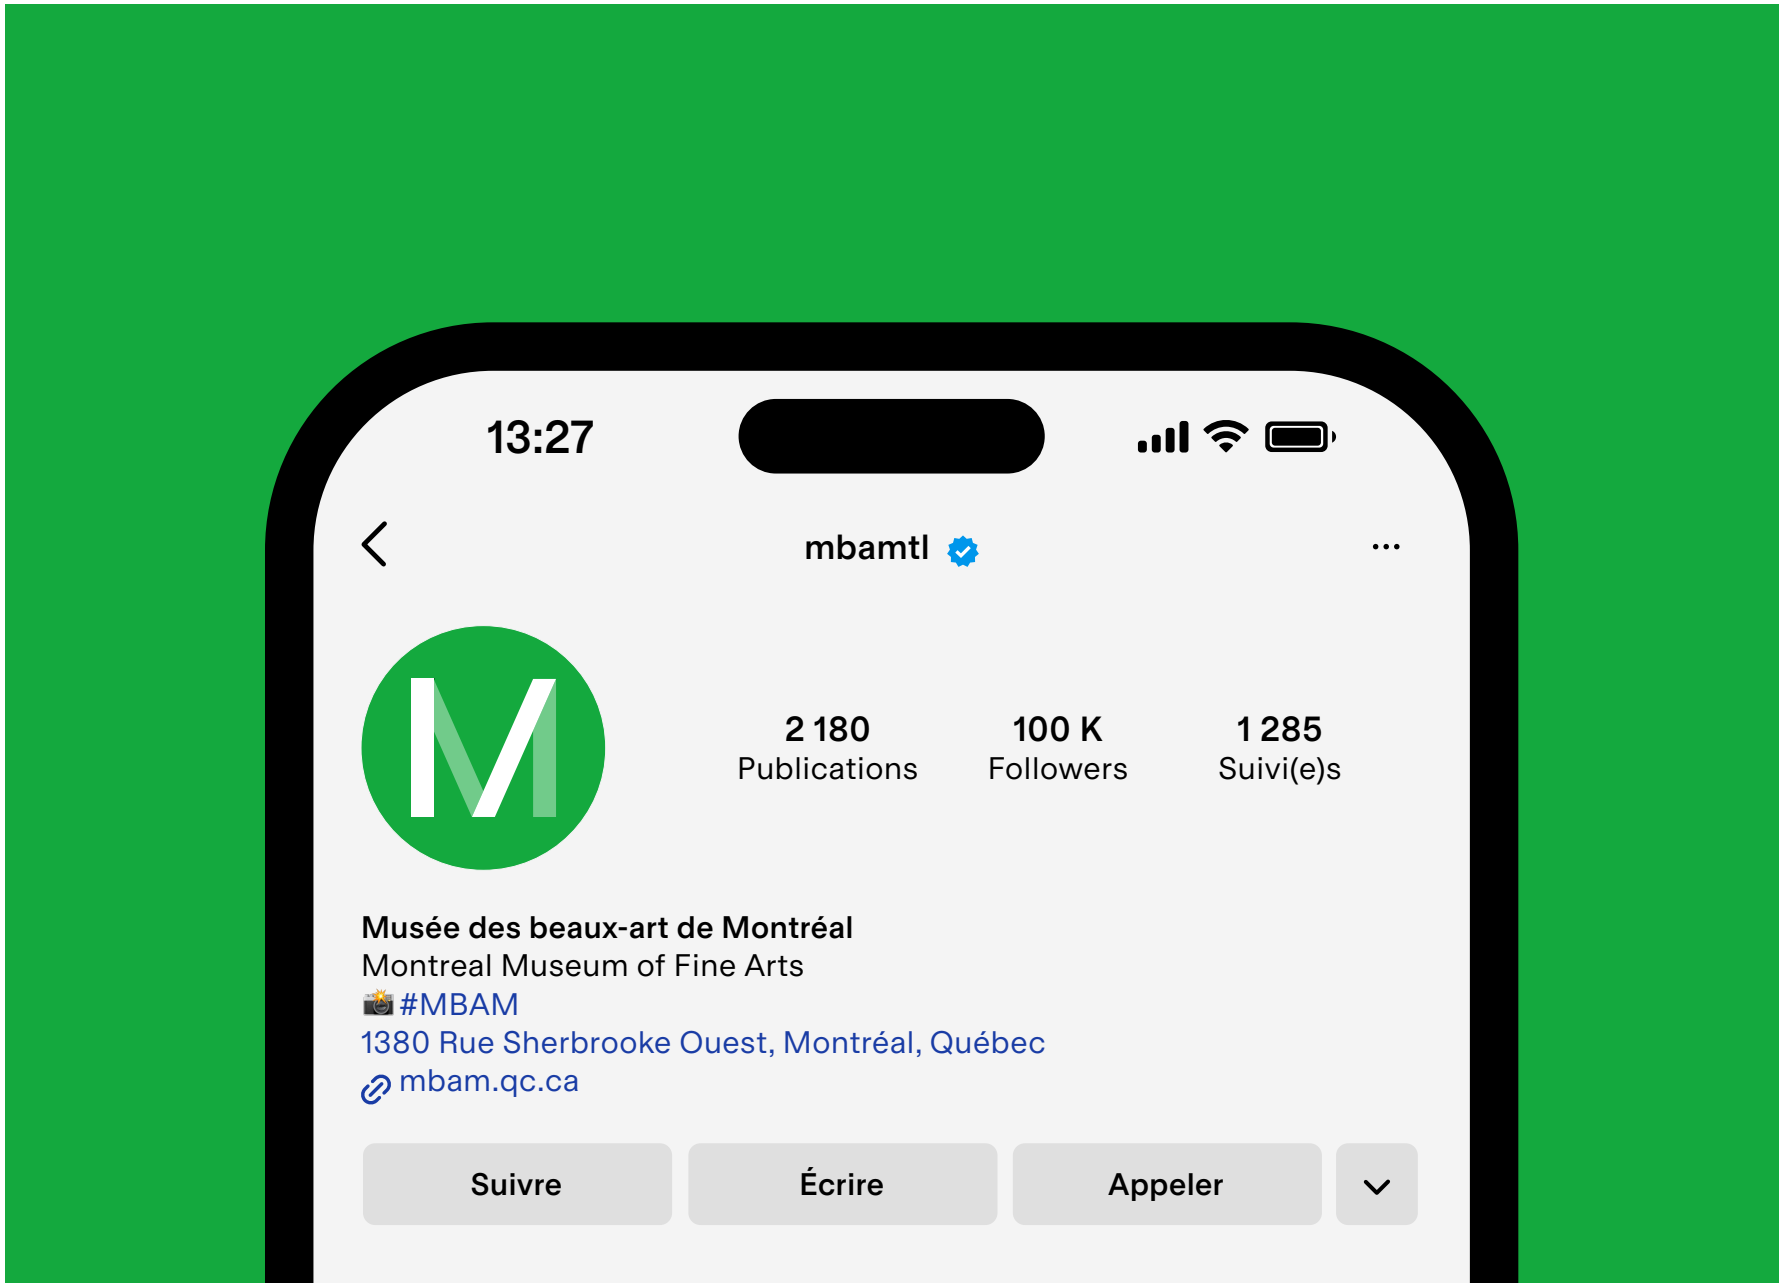 13:27
mbamtl
M
2 180 100 K 1 285
Publications Followers Suivi(e)s
Musée des beaux-art de Montréal
Montreal Museum of Fine Arts
📸 #MBAM
1380 Rue Sherbrooke Ouest, Montréal, Québec
mbam.qc.ca
Suivre Écrire Appeler